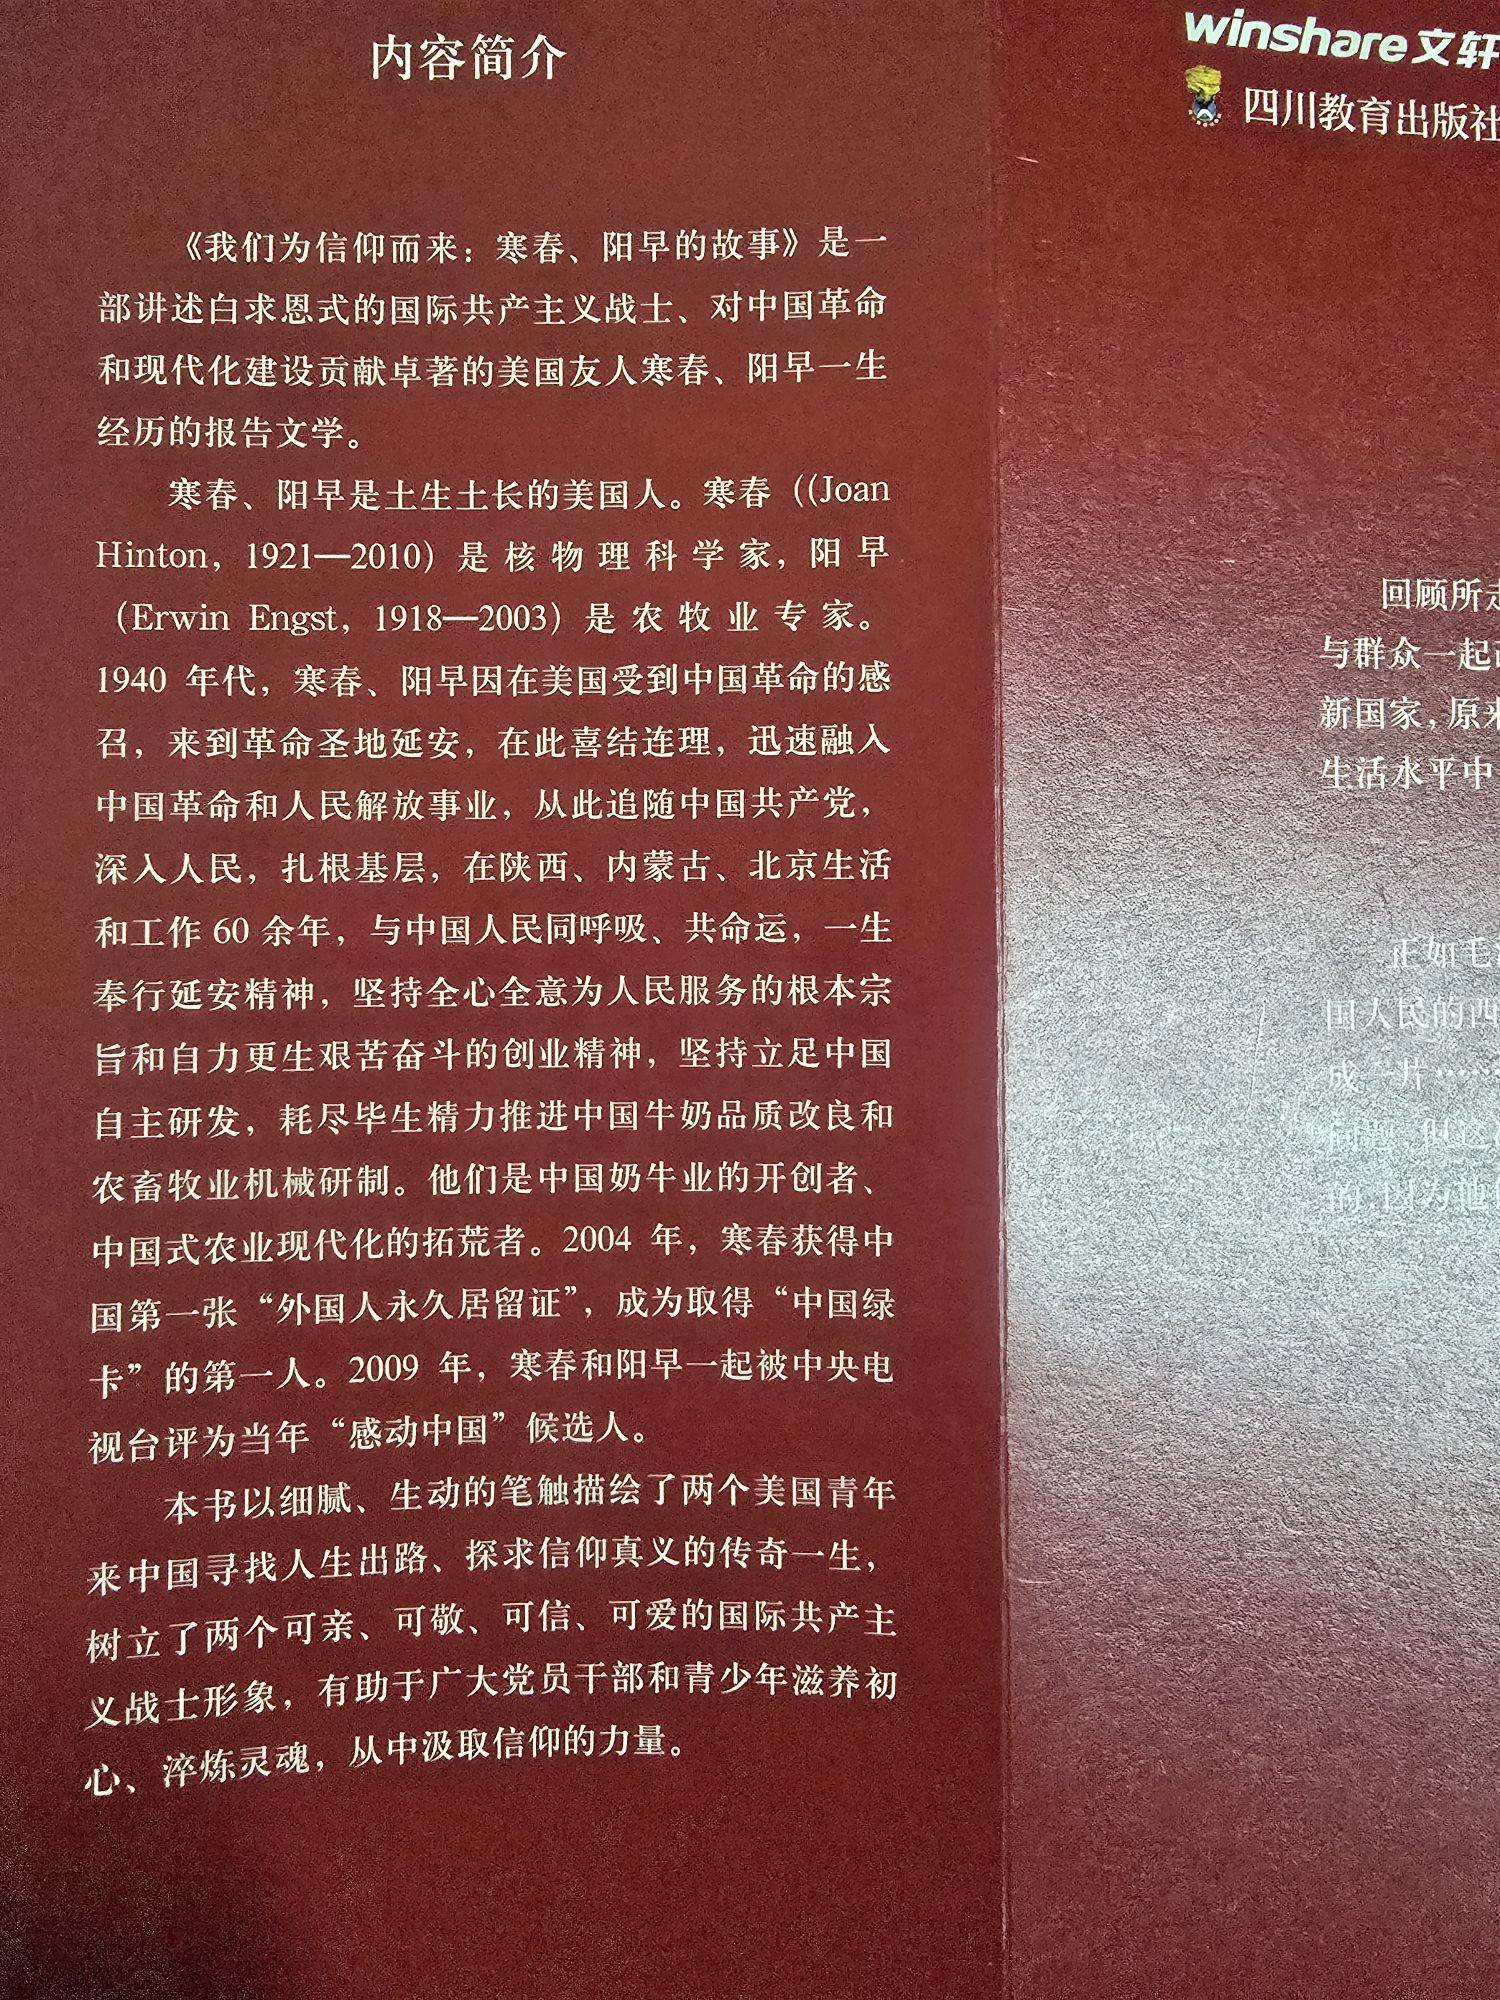 内容简介
《我们为信仰而来：寒春、阳早的故事》是一
部讲述白求恩式的国际共产主义战士、对中国革命
和现代化建设贡献卓著的美国友人寒春、阳早一生
经历的报告文学。
寒春、阳早是土生土长的美国人。寒春（(Joan
Hinton，1921—2010）是核物理科学家，阳早
（Erwin Engst，1918—2003）是农牧业专家。
1940 年代，寒春、阳早因在美国受到中国革命的感
召，来到革命圣地延安，在此喜结连理，迅速融入
中国革命和人民解放事业，从此追随中国共产党，
深入人民，扎根基层，在陕西、内蒙古、北京生活
和工作 60 余年，与中国人民同呼吸、共命运，一生
奉行延安精神，坚持全心全意为人民服务的根本宗
旨和自力更生艰苦奋斗的创业精神，坚持立足中国
自主研发，耗尽毕生精力推进中国牛奶品质改良和
农畜牧业机械研制。他们是中国奶牛业的开创者、
中国式农业现代化的拓荒者。2004 年，寒春获得中
国第一张“外国人永久居留证”，成为取得“中国绿
卡”的第一人。2009 年，寒春和阳早一起被中央电
视台评为当年“感动中国”候选人。
本书以细腻、生动的笔触描绘了两个美国青年
来中国寻找人生出路、探求信仰真义的传奇一生，
树立了两个可亲、可敬、可信、可爱的国际共产主
义战士形象，有助于广大党员干部和青少年滋养初
心、淬炼灵魂，从中汲取信仰的力量。
winshare文轩
四川教育出版社
回顾所
与群众一起
新国家，原来
生活水平中
正如毛
国人民的西
成一片……
问题，但这
的，因为他